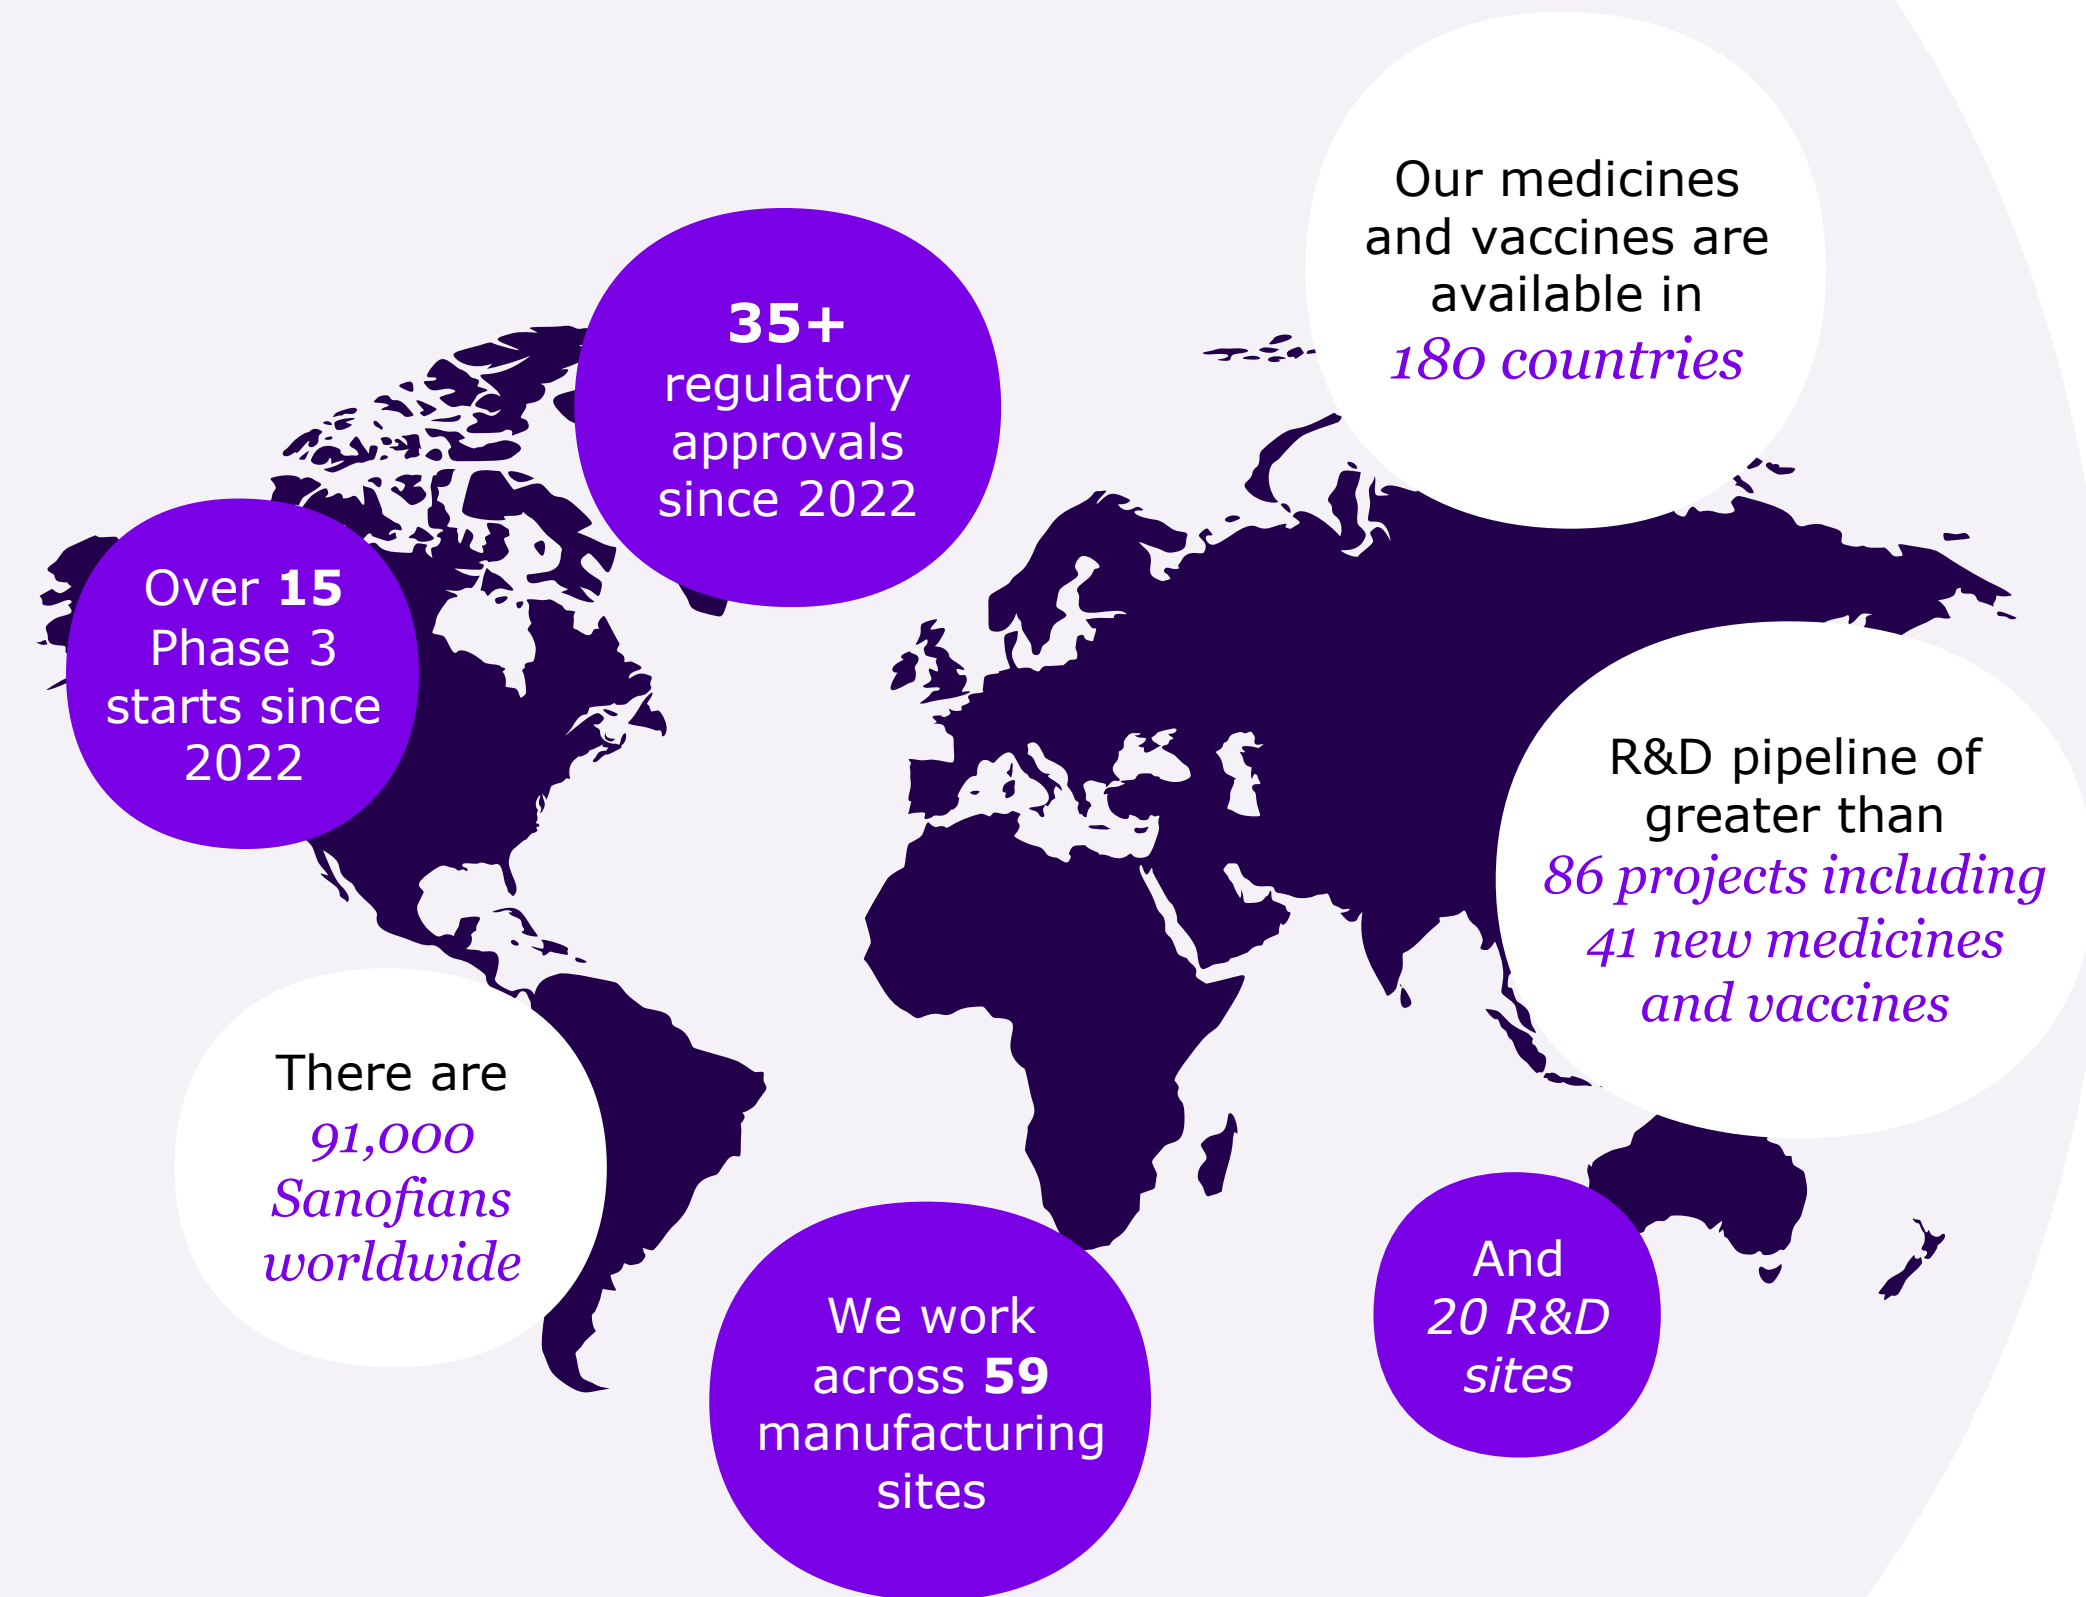 Our medicines
and vaccines are
available in
180 countries
35+
regulatory
approvals
since 2022
Over 15
Phase 3
starts since
2022
R&D pipeline of
greater than
86 projects including
41 new medicines
and vaccines
There are
91,000
Sanofians
worldwide
We work
across 59
manufacturing
sites
And
20 R&D
sites